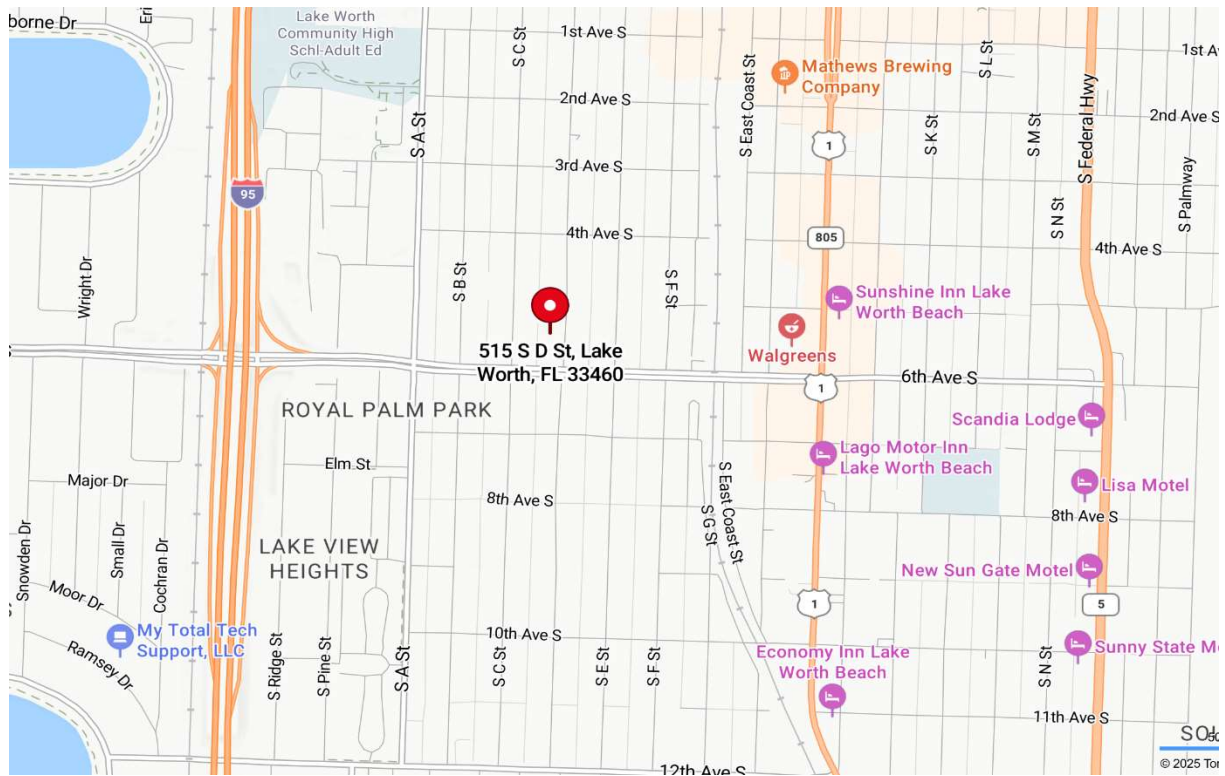 borne Dr
Eri
Lake Worth
Community High
Schl-Adult Ed
S C St
1st Ave S
S L St
1st A
S East Coast St
Mathews Brewing
Company
S Federal Hwy
2nd Ave S
2nd Ave S
S A St
1
S K St
S M St
3rd Ave S
95
S Palmway
S N St
4th Ave S
805
4th Ave S
Wright Dr
S B St
S F St
Sunshine Inn Lake
Worth Beach
Walgreens
515 S D St, Lake
Worth, FL 33460
6th Ave S
1
ROYAL PALM PARK
Scandia Lodge
Elm St
Lago Motor Inn
Lake Worth Beach
Major Dr
Lisa Motel
8th Ave S
8th Ave S
S G St
S East Coast St
Snowden Dr
Small Dr
Cochran Dr
LAKE VIEW
HEIGHTS
New Sun Gate Motel
Moor Dr
1
5
My Total Tech
Support, LLC
10th Ave S
Ramsey Dr
S Ridge St
S Pine St
S A St
S C St
S E St
S F St
Economy Inn Lake
Worth Beach
S N St
Sunny State M
11th Ave S
12th Ave S
© 2025 Tor